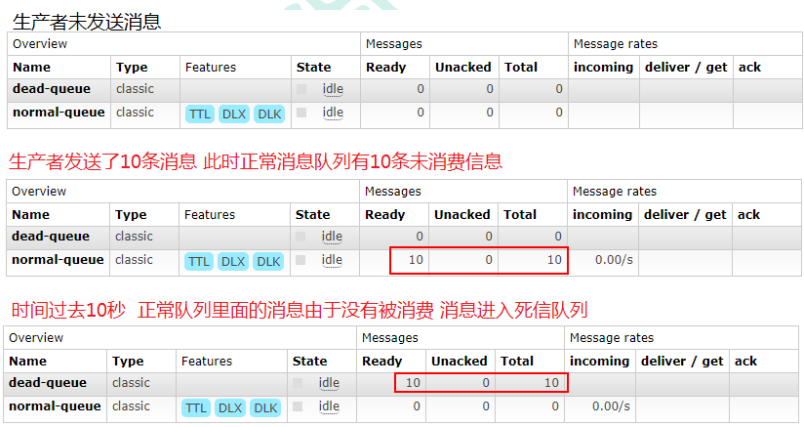 生产者未发送消息
Overview Messages Message rates
Name Type Features State Ready Unacked Total incoming deliver / get ack
dead-queue classic idle 0 0 0
normal-queue classic TTL DLX DLK idle 0 0 0
生产者发送了10条消息 此时正常消息队列有10条未消费信息
Overview Messages Message rates
Name Type Features State Ready Unacked Total incoming deliver / get ack
dead-queue classic idle 0 0 0
normal-queue classic TTL DLX DLK idle 10 0 10 0.00/s
时间过去10秒 正常队列里面的消息由于没有被消费 消息进入死信队列
Overview Messages Message rates
Name Type Features State Ready Unacked Total incoming deliver / get ack
dead-queue classic idle 10 0 10
normal-queue classic TTL DLX DLK idle 0 0 0 0.00/s